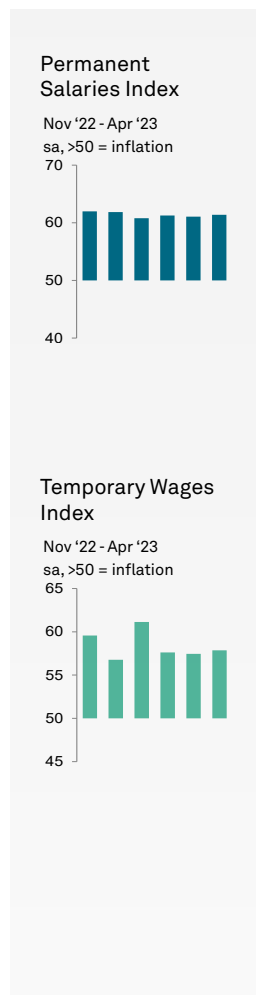 Permanent
Salaries Index
Nov ‘22 - Apr ‘23
sa, >50 = inflation
70
60
50
40
Temporary Wages
Index
Nov ‘22 - Apr ‘23
sa, >50 = inflation
65
60
55
50
45